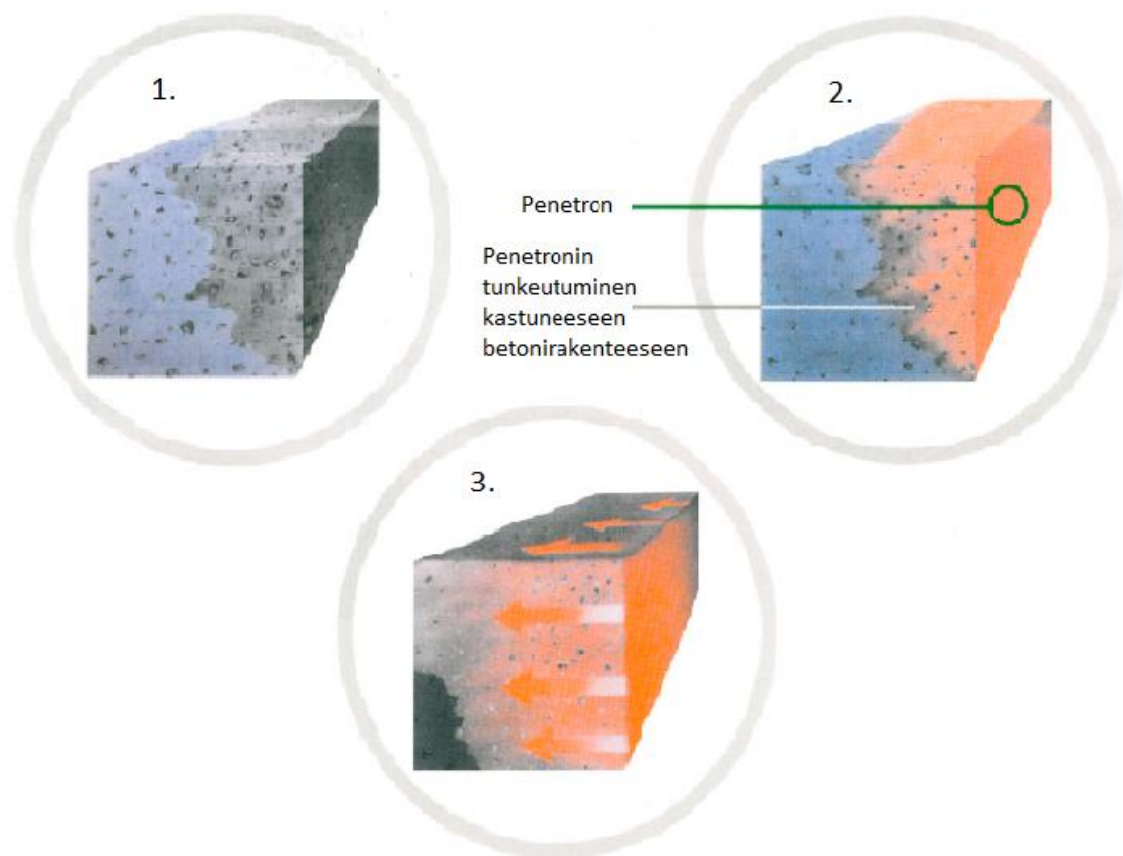 1.
2.
Penetron
Penetronin
tunkeutuminen
kastuneeseen
betonirakenteeseen
3.